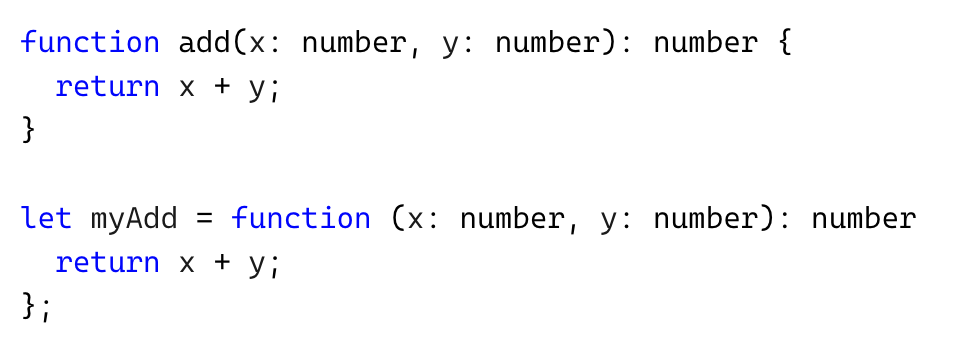 function add(x: number, y: number): number {
  return x + y;
}

let myAdd = function (x: number, y: number): number
  return x + y;
};